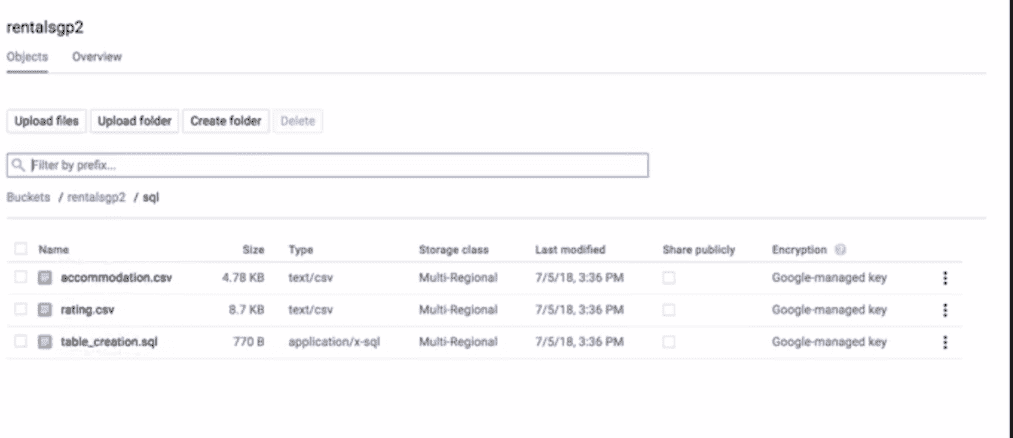 rentalsgp2
Objects Overview
Upload files Upload folder Create folder Delete
Filter by prefix...
Buckets / rentalsgp2 / sql
Name Size Type Storage class Last modified Share publicly Encryption
accommodation.csv 4.78 KB text/csv Multi-Regional 7/5/18, 3:36 PM Google-managed key
rating.csv 8.7 KB text/csv Multi-Regional 7/5/18, 3:36 PM Google-managed key
table_creation.sql 770 B application/x-sql Multi-Regional 7/5/18, 3:36 PM Google-managed key